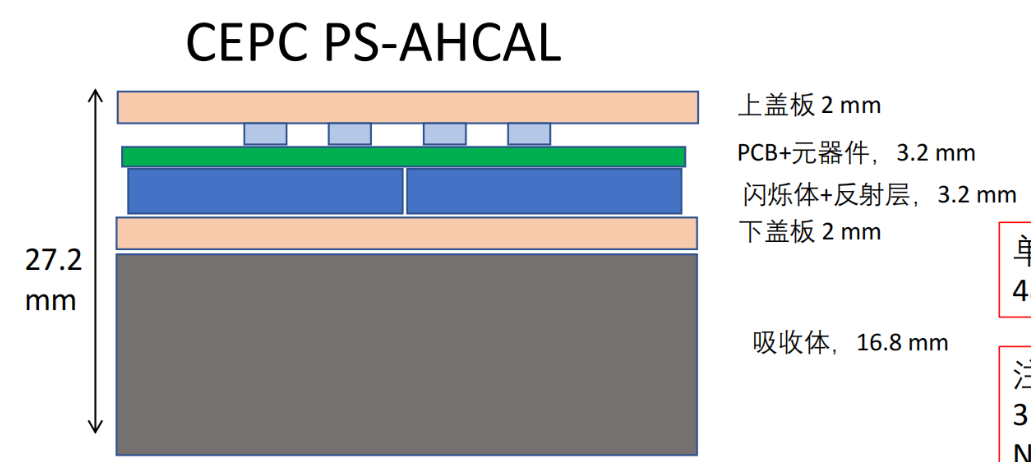 CEPC PS-AHCAL
上盖板 2 mm
PCB+元器件，3.2 mm
闪烁体+反射层，3.2 mm
下盖板 2 mm
27.2
mm
吸收体，16.8 mm
3
N